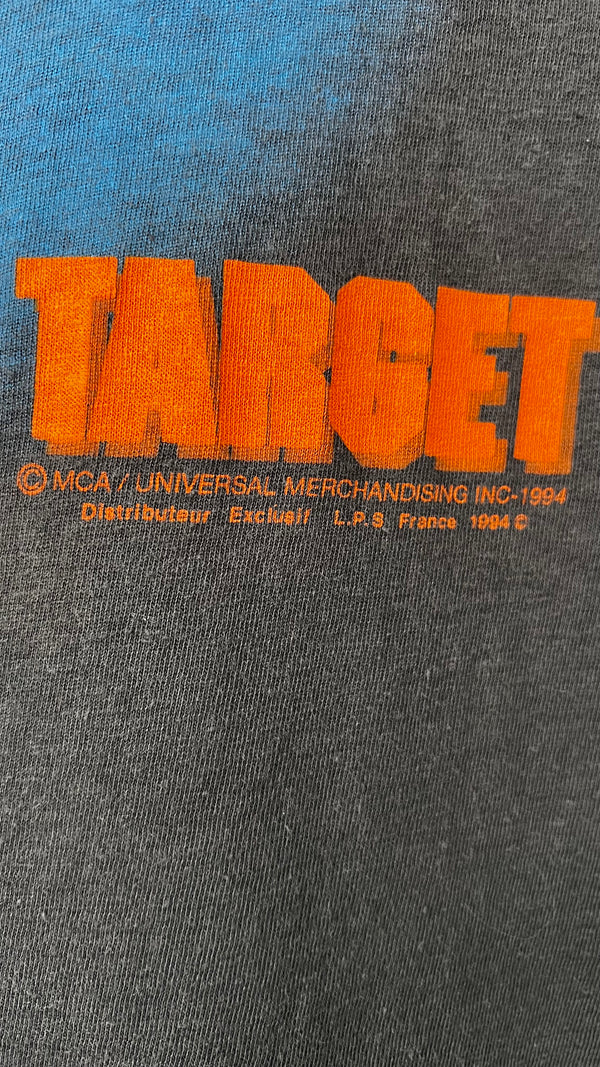 TARGET
© MCA / UNIVERSAL MERCHANDISING INC-1994
Distributeur Exclusif L.P.S France 1994 ©